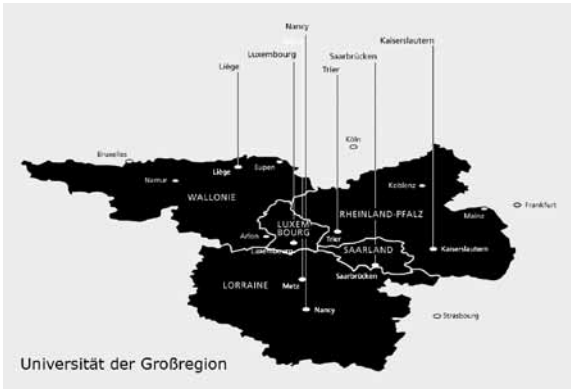 Nancy
Kaiserslautern
Luxembourg
Saarbrücken
Liège
Trier
Köln
Bruxelles
Liège
Eupen
Namur
Koblenz
WALLONIE
Frankfurt
Mainz
RHEINLAND-PFALZ
LUXEM-
BOURG
Arlon
Trier
Luxembourg
SAARLAND
Kaiserslautern
Saarbrücken
LORRAINE
Metz
Nancy
Strasbourg
Universität der Großregion